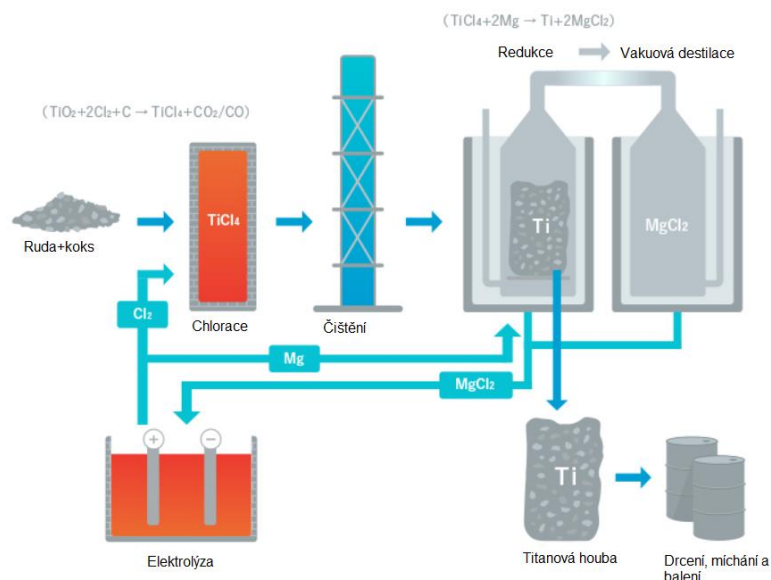 (TiCl₄+2Mg → Ti+2MgCl₂)
Redukce
Vakuová destilace
(TiO₂+2Cl₂+C → TiCl₄+CO₂/CO)
TiCl₄
Ti
MgCl₂
Ruda+koks
Cl₂
Chlorace
Čištění
Mg
MgCl₂
+
−
Ti
Elektrolýza
Titanová houba
Drcení, míchání a
balení